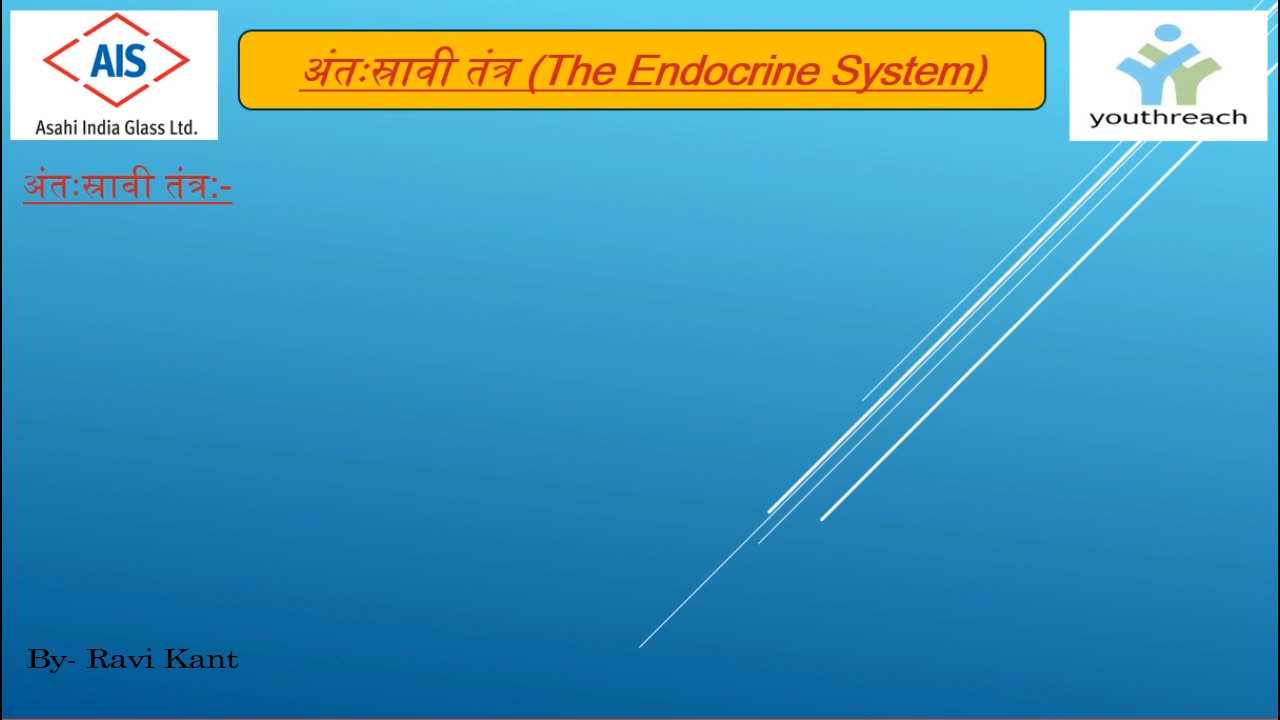 AIS
Asahi India Glass Ltd.
अंतःस्रावी तंत्र (The Endocrine System)
youthreach
अंतःस्रावी तंत्र:-
By- Ravi Kant